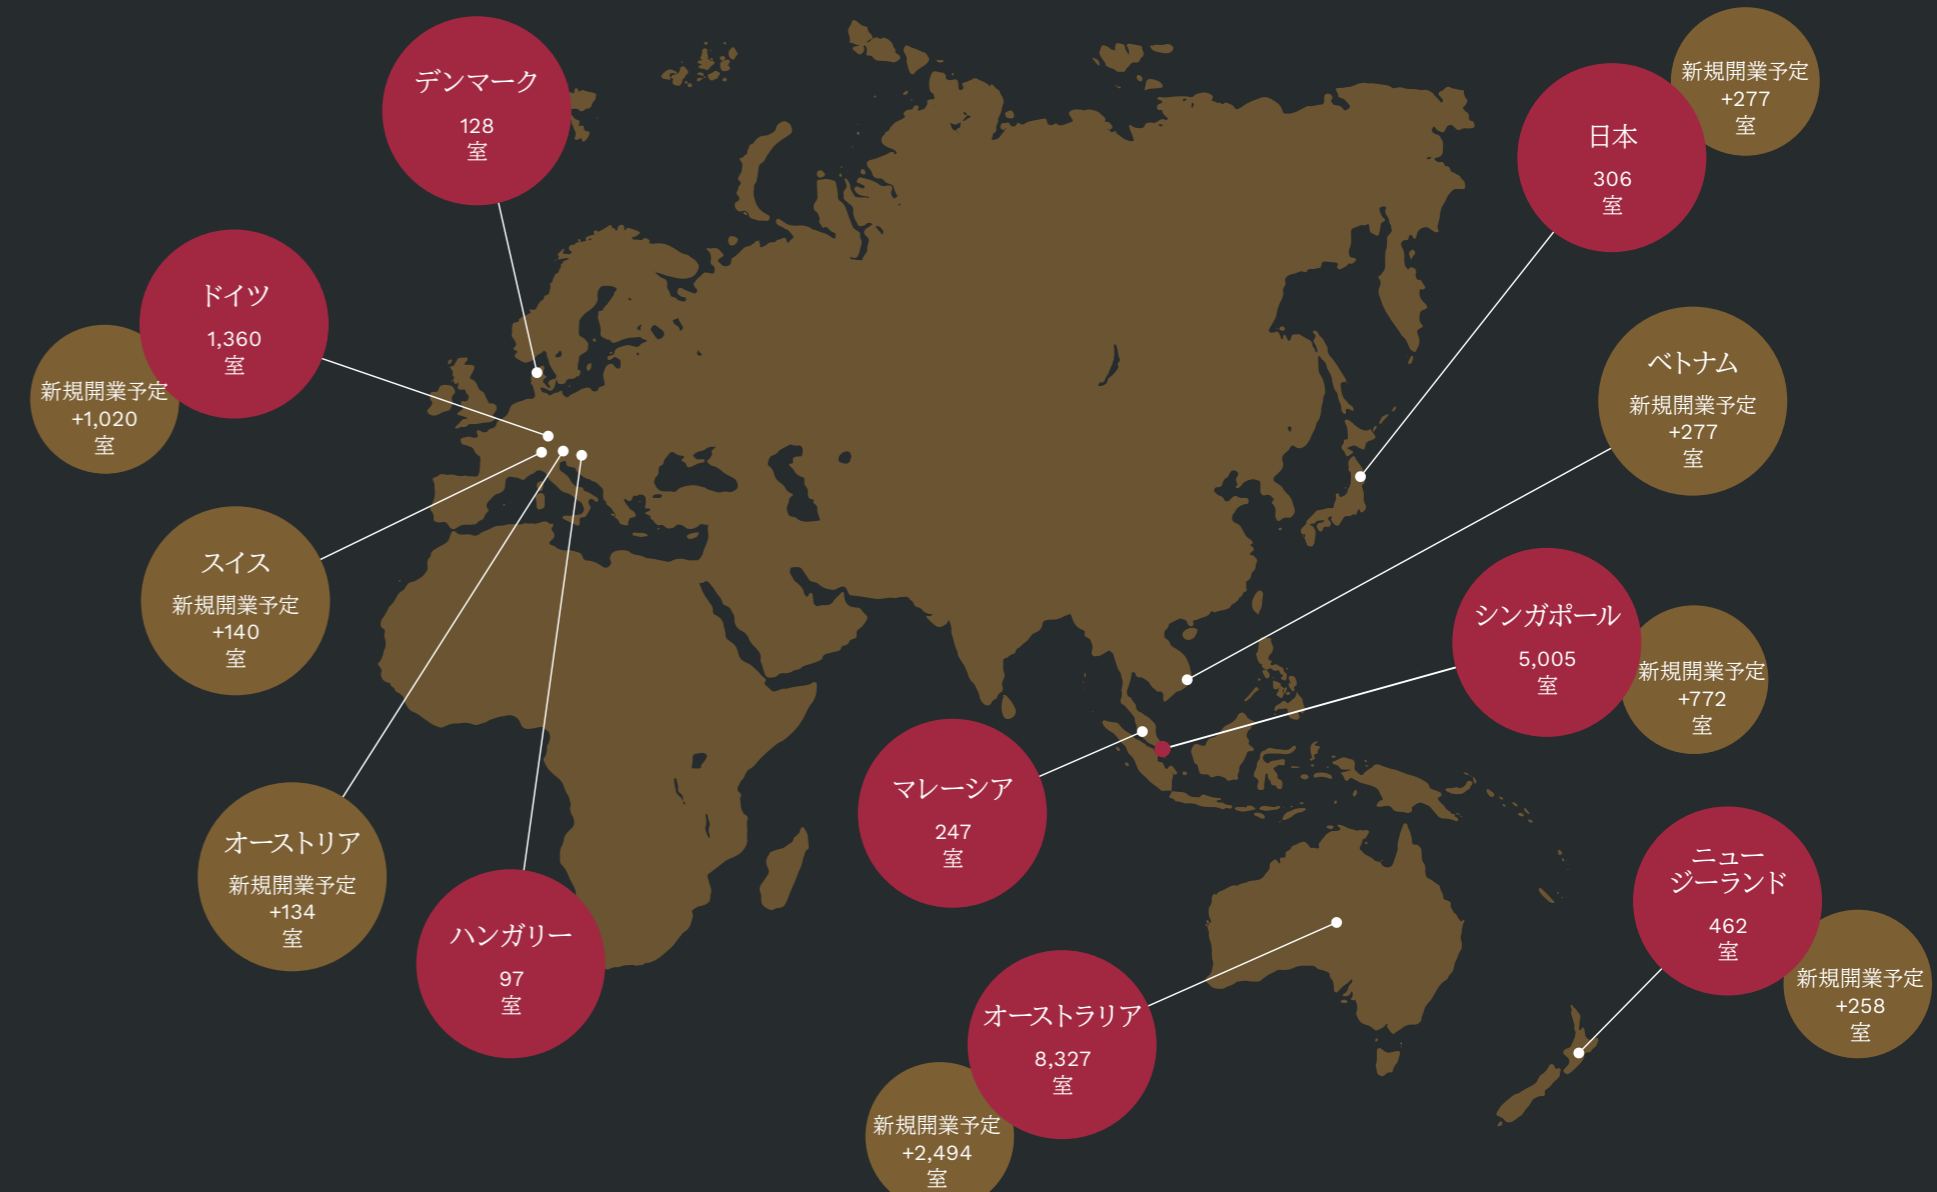 デンマーク
128
室
新規開業予定
+277
室
日本
306
室
ドイツ
1,360
室
新規開業予定
+1,020
室
ベトナム
新規開業予定
+277
室
スイス
新規開業予定
+140
室
シンガポール
5,005
室
新規開業予定
+772
室
マレーシア
247
室
オーストリア
新規開業予定
+134
室
ハンガリー
97
室
ニュー
ジーランド
462
室
新規開業予定
+258
室
オーストラリア
8,327
室
新規開業予定
+2,494
室